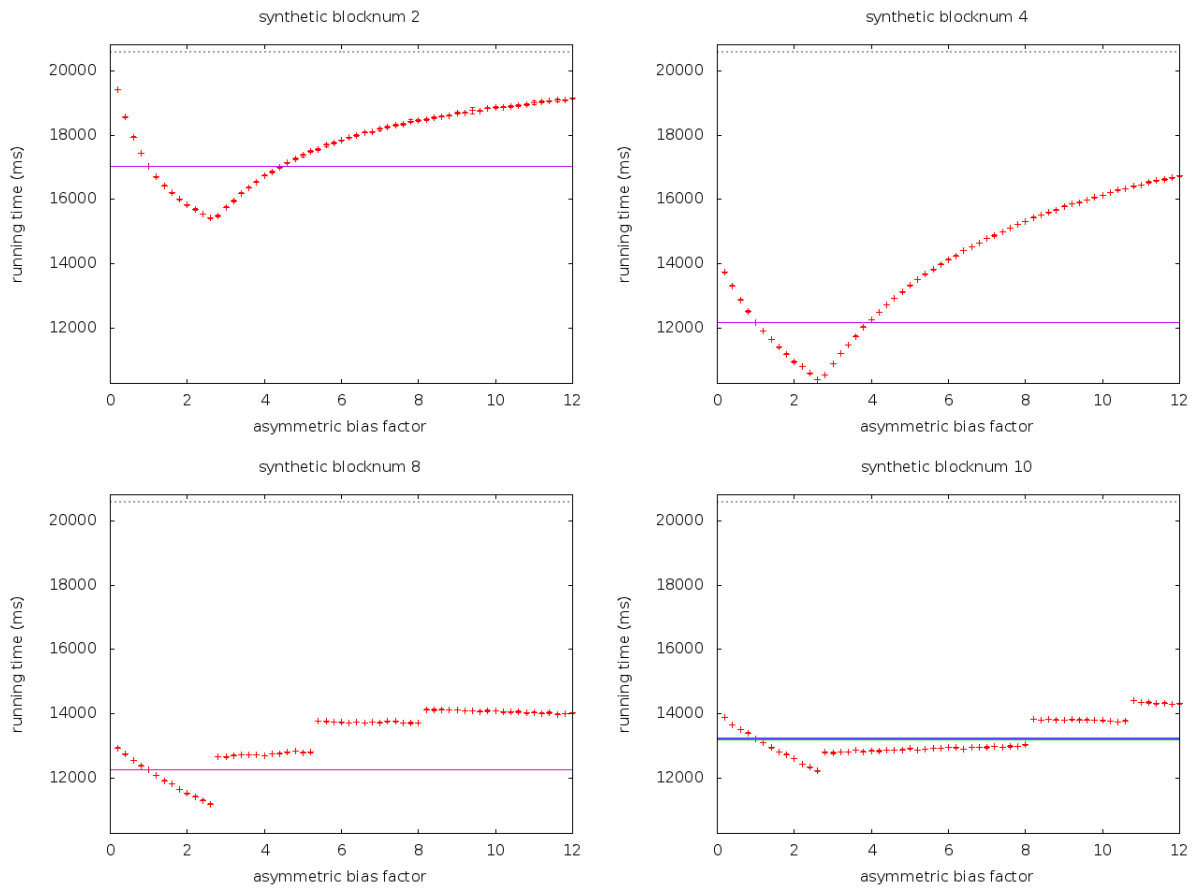 synthetic blocknum 2
running time (ms)
20000
18000
16000
14000
12000
0 2 4 6 8 10 12
asymmetric bias factor
synthetic blocknum 4
running time (ms)
20000
18000
16000
14000
12000
0 2 4 6 8 10 12
asymmetric bias factor
synthetic blocknum 8
running time (ms)
20000
18000
16000
14000
12000
0 2 4 6 8 10 12
asymmetric bias factor
synthetic blocknum 10
running time (ms)
20000
18000
16000
14000
12000
0 2 4 6 8 10 12
asymmetric bias factor